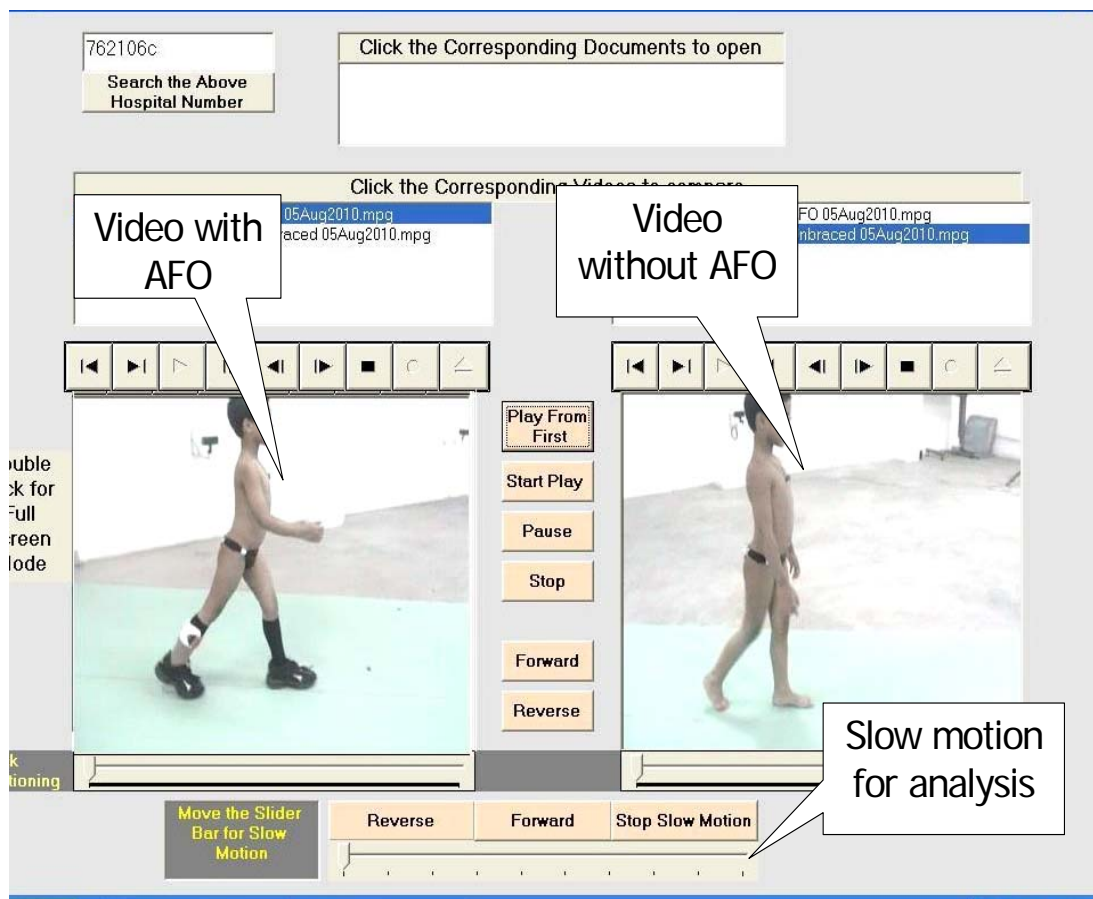 762106c
Search the Above
Hospital Number
Click the Corresponding Documents to open
Click the Corresponding Videos to compare
05Aug2010.mpg
raced 05Aug2010.mpg
Video with
AFO
FO 05Aug2010.mpg
nbraced 05Aug2010.mpg
Video
without AFO
ouble
ck for
Full
reen
lode
Play From
First
Start Play
Pause
Stop
Forward
Reverse
k
tioning
Slow motion
for analysis
Move the Slider
Bar for Slow
Motion
Reverse
Forward
Stop Slow Motion